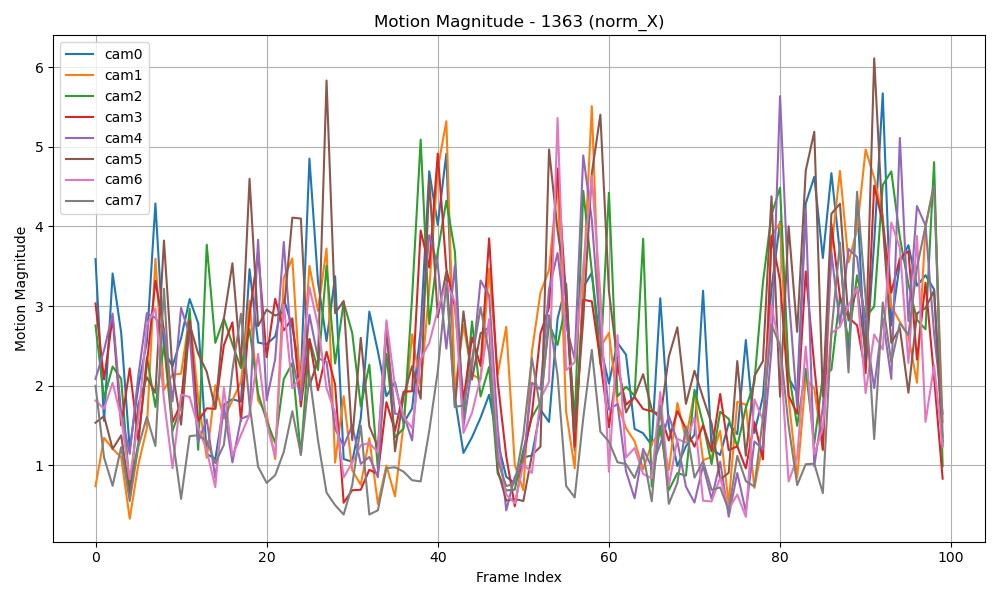 Motion Magnitude - 1363 (norm_X)
cam0
cam1
cam2
cam3
cam4
cam5
cam6
cam7
Motion Magnitude
6
5
4
3
2
1
0 20 40 60 80 100
Frame Index